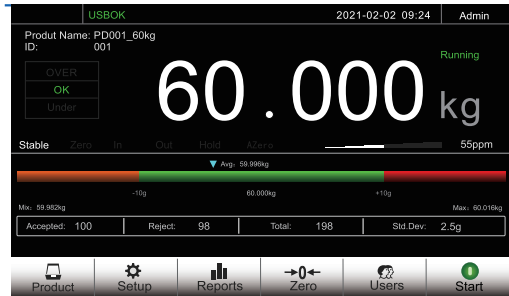 USBOK 2021-02-02 09:24 Admin
Produt Name: PD001_60kg
ID: 001
Running
OVER
OK
Under
60.000 kg
Stable Zero In Out Hold AZero 55ppm
Avg: 59.996kg
-10g 60.000kg +10g
Mix: 59.982kg Max: 60.016kg
Accepted: 100 Reject: 98 Total: 198 Std.Dev: 2.5g
Product Setup Reports →0← Zero Users Start